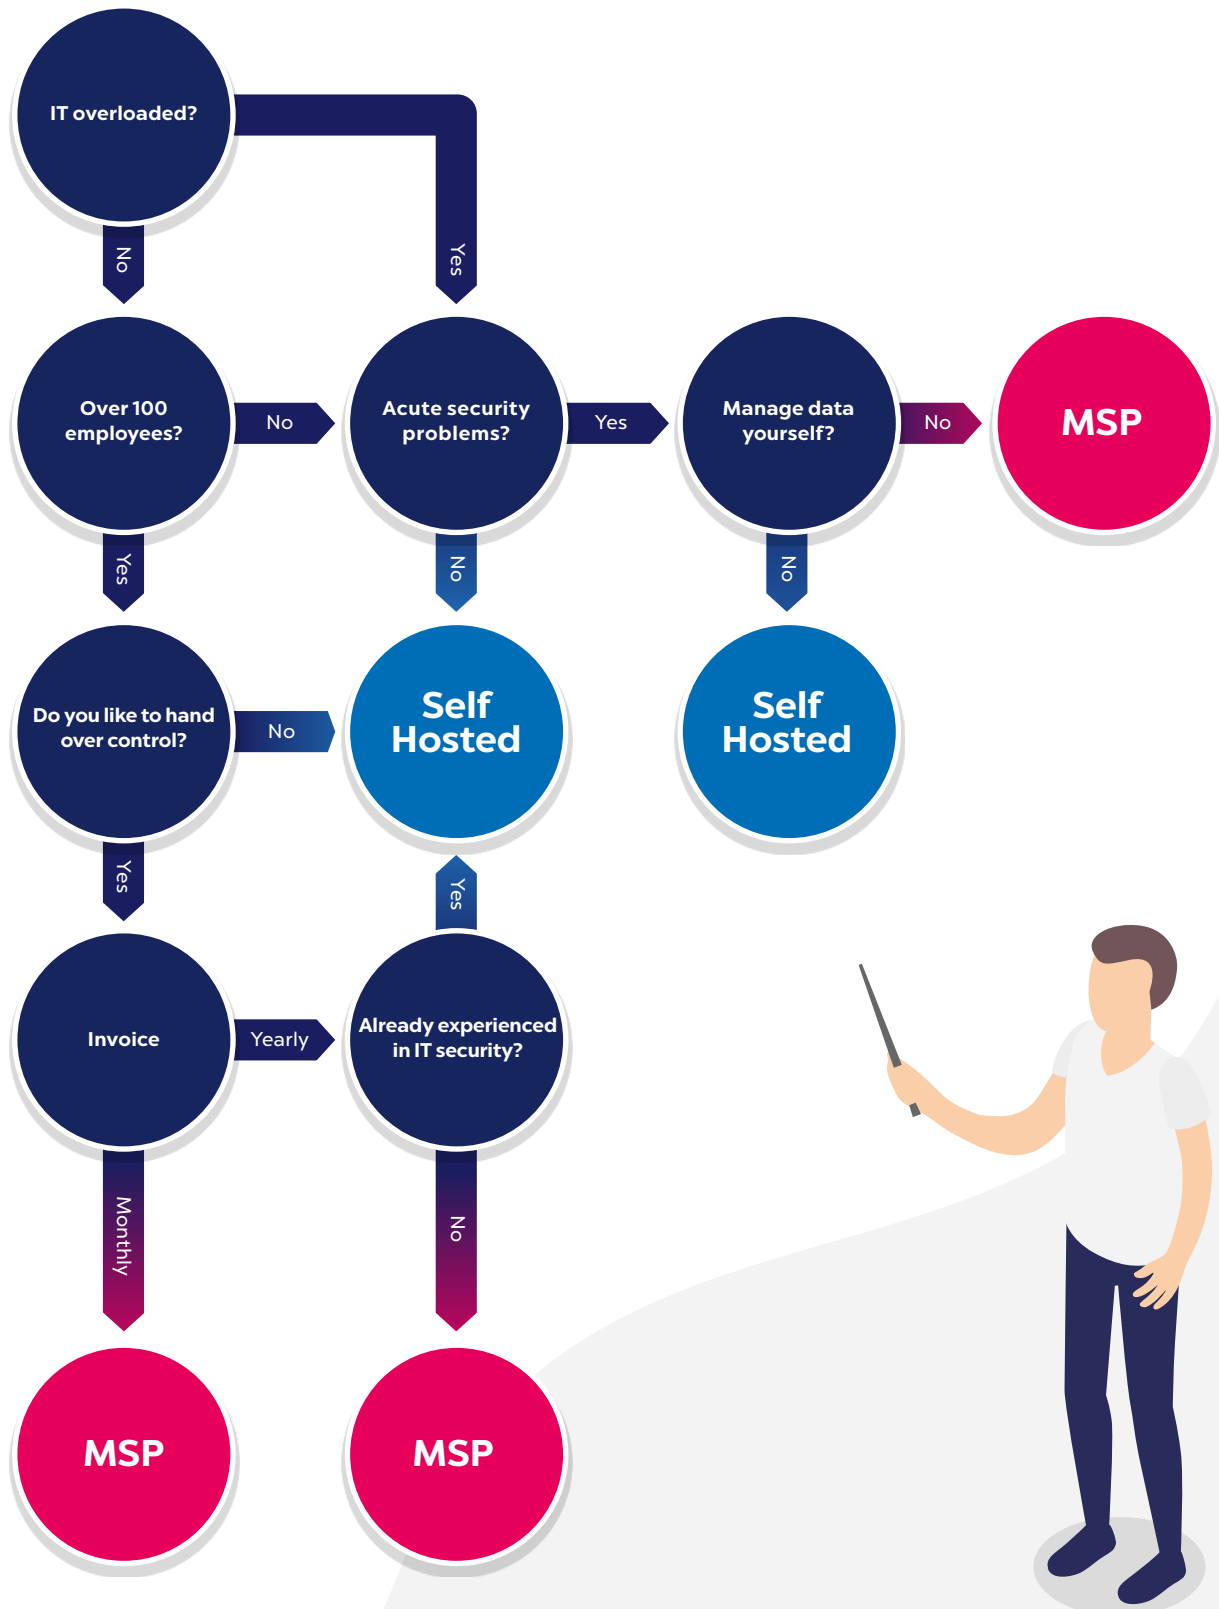 IT overloaded?
No
Yes
Over 100
employees?
No
Acute security
problems?
Yes
Manage data
yourself?
No
MSP
Yes
No
No
Do you like to hand
over control?
No
Self
Hosted
Self
Hosted
Yes
Yes
Invoice
Yearly
Already experienced
in IT security?
Monthly
No
MSP
MSP